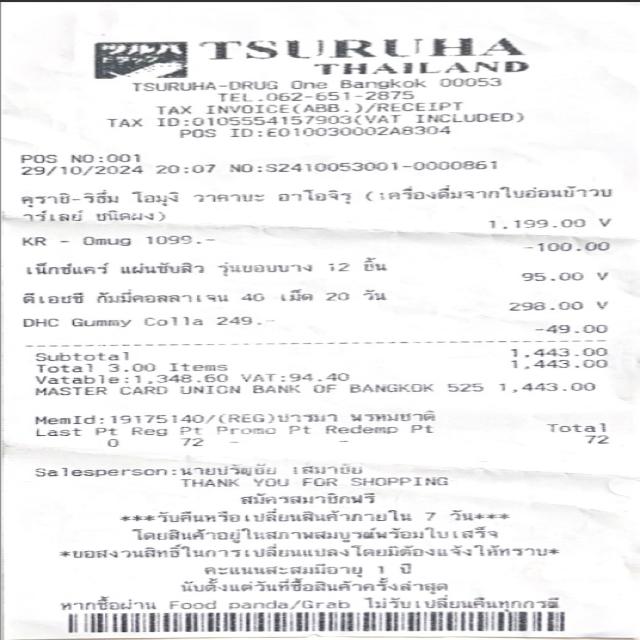 ツルハ
ドラッグ
TSURUHA
THAILAND
TSURUHA-DRUG One Bangkok 00053
TEL.062-651-2875
TAX INVOICE(ABB.)/RECEIPT
TAX ID:0105554157903(VAT INCLUDED)
POS ID:E010030002A8304
POS NO:001
29/10/2024 20:07 NO:S2410053001-0000861
คุราชิ-ริธึ่ม โอมุงิ วาคาบะ อาโอจิรุ (เครื่องดื่มจากใบอ่อนข้าวบ
าร์เลย์ ชนิดผง)
1,199.00 V
KR - Omug 1099.-
-100.00
เน็กซ์แคร์ แผ่นซับสิว รุ่นขอบบาง 12 ชิ้น
95.00 V
ดีเอชซี กัมมี่คอลลาเจน 40 เม็ด 20 วัน
298.00 V
DHC Gummy Colla 249.-
-49.00
Subtotal 1,443.00
Total 3.00 Items 1,443.00
Vatable:1,348.60 VAT:94.40
MASTER CARD UNION BANK OF BANGKOK 525 1,443.00
MemId:19175140/(REG)ปารมา พรหมชาติ
Last Pt Reg Pt Promo Pt Redemp Pt Total
0 72 - - 72
Salesperson:นายปรัญชัย เสมาชัย
THANK YOU FOR SHOPPING
สมัครสมาชิกฟรี
***รับคืนหรือเปลี่ยนสินค้าภายใน 7 วัน***
โดยสินค้าอยู่ในสภาพสมบูรณ์พร้อมใบเสร็จ
*ขอสงวนสิทธิ์ในการเปลี่ยนแปลงโดยมิต้องแจ้งให้ทราบ*
คะแนนสะสมมีอายุ 1 ปี
นับตั้งแต่วันที่ซื้อสินค้าครั้งล่าสุด
หากซื้อผ่าน Food panda/Grab ไม่รับเปลี่ยนคืนทุกกรณี